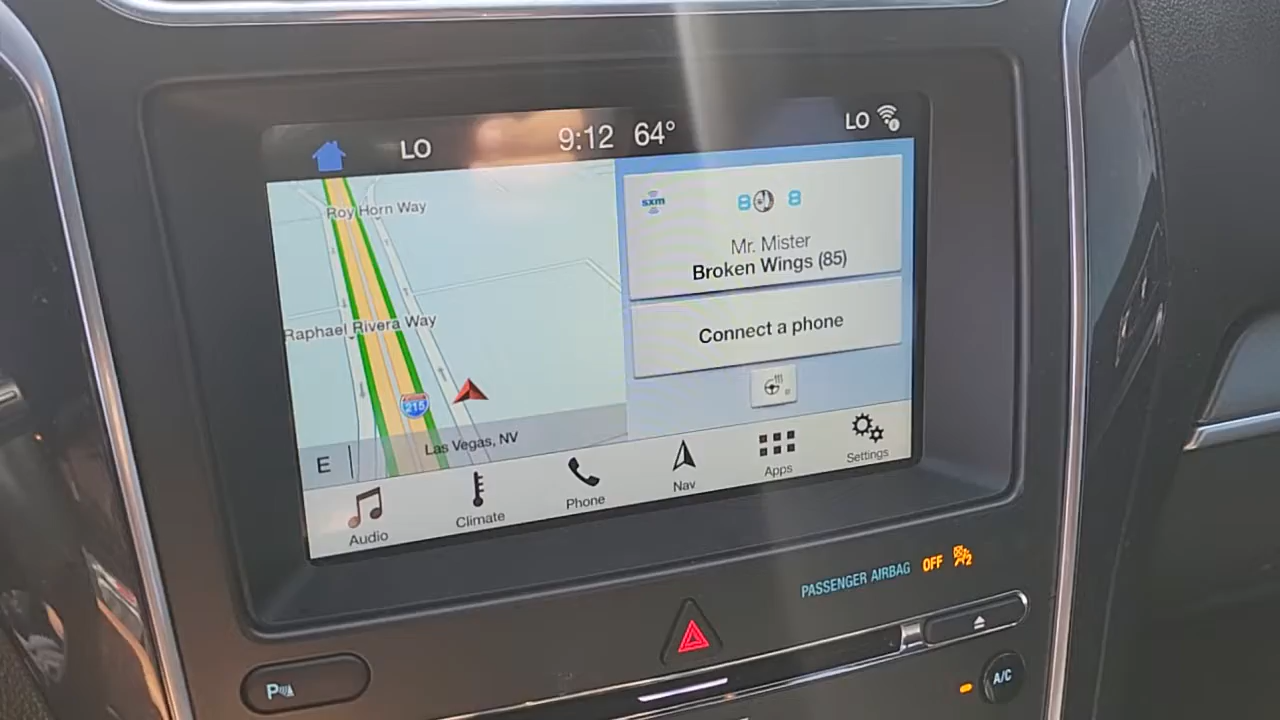 LO
9:12 64°
LO
Roy Horn Way
Raphael Rivera Way
215
Las Vegas, NV
E
sxm
8 8
Mr. Mister
Broken Wings (85)
Connect a phone
Audio
Climate
Phone
Nav
Apps
Settings
PASSENGER AIRBAG OFF
2
P
A/C